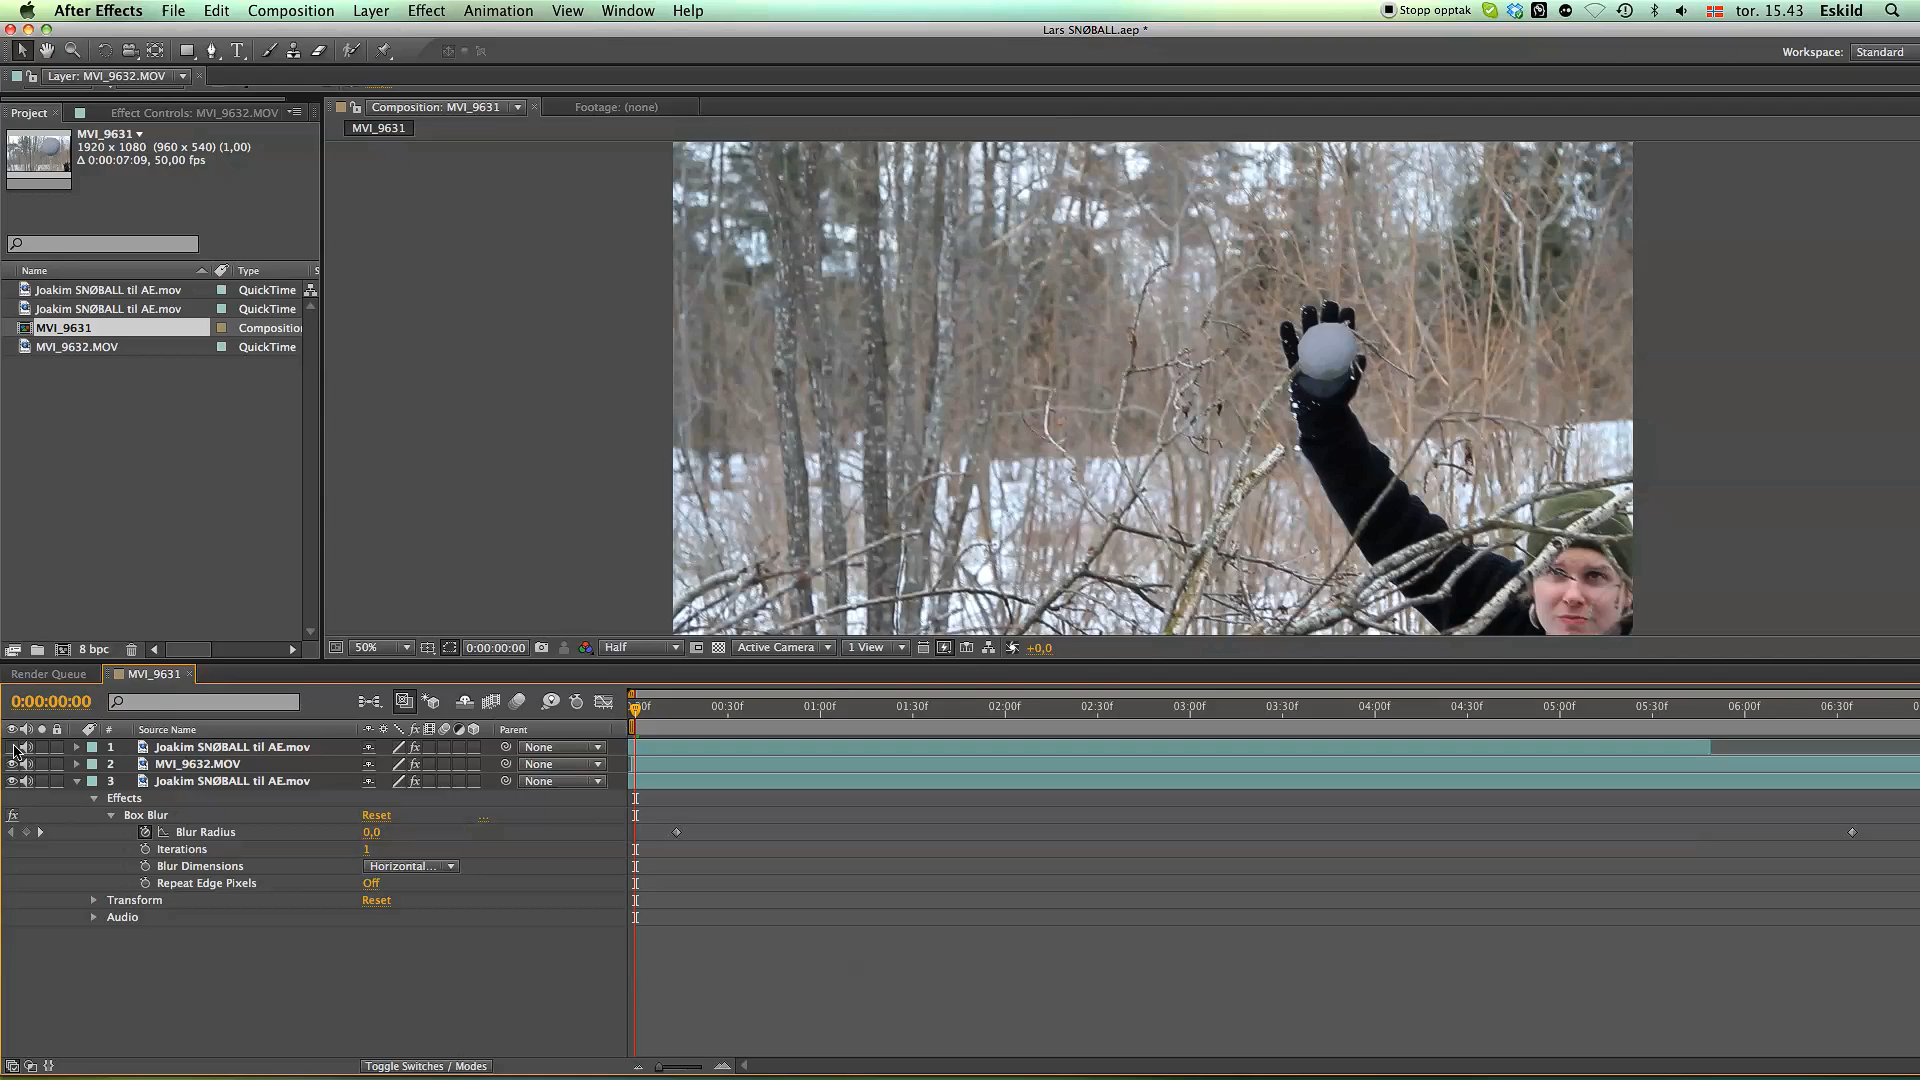 After Effects File Edit Composition Layer Effect Animation View Window Help Stopp opptak tor. 15.43 Eskild
Lars SNØBALL.aep *
T Workspace: Standard
Layer: MVI_9632.MOV
Project Effect Controls: MVI_9632.MOV Composition: MVI_9631 Footage: (none)
MVI_9631
MVI_9631
1920 x 1080 (960 x 540) (1,00)
Δ 0:00:07:09, 50,00 fps
Name Type S
Joakim SNØBALL til AE.mov QuickTime
Joakim SNØBALL til AE.mov QuickTime
MVI_9631 Compositio
MVI_9632.MOV QuickTime
8 bpc 50% 0:00:00:00 Half Active Camera 1 View +0,0
Render Queue MVI_9631
0:00:00:00 00f 00:30f 01:00f 01:30f 02:00f 02:30f 03:00f 03:30f 04:00f 04:30f 05:00f 05:30f 06:00f 06:30f 0
# Source Name fx Parent
1 Joakim SNØBALL til AE.mov fx None
2 MVI_9632.MOV fx None
3 Joakim SNØBALL til AE.mov fx None
Effects
fx Box Blur Reset ...
Blur Radius 0,0
Iterations 1
Blur Dimensions Horizontal...
Repeat Edge Pixels Off
Transform Reset
Audio
Toggle Switches / Modes